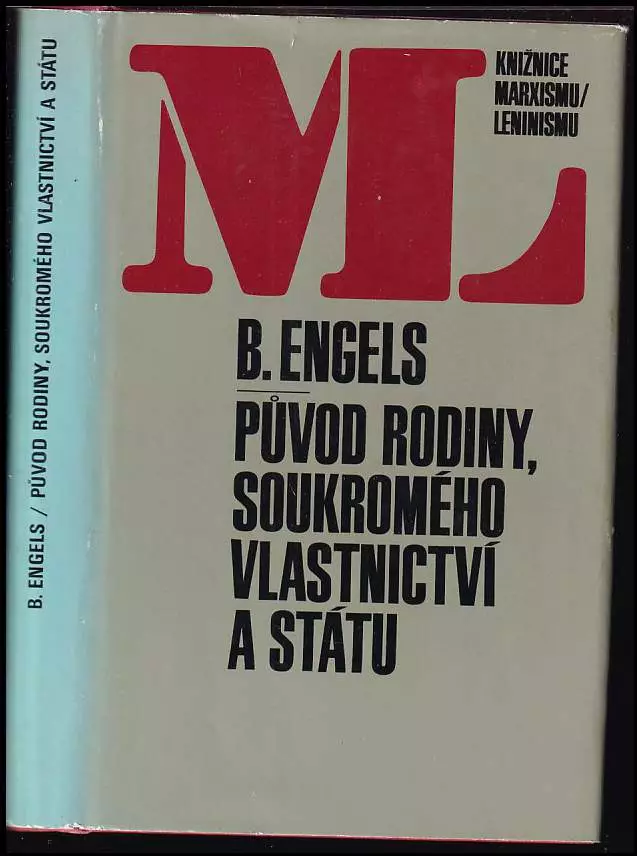 B. ENGELS / PŮVOD RODINY, SOUKROMÉHO VLASTNICTVÍ A STÁTU
ML
KNIŽNICE
MARXISMU/
LENINISMU
B. ENGELS
PŮVOD RODINY,
SOUKROMÉHO
VLASTNICTVÍ
A STÁTU